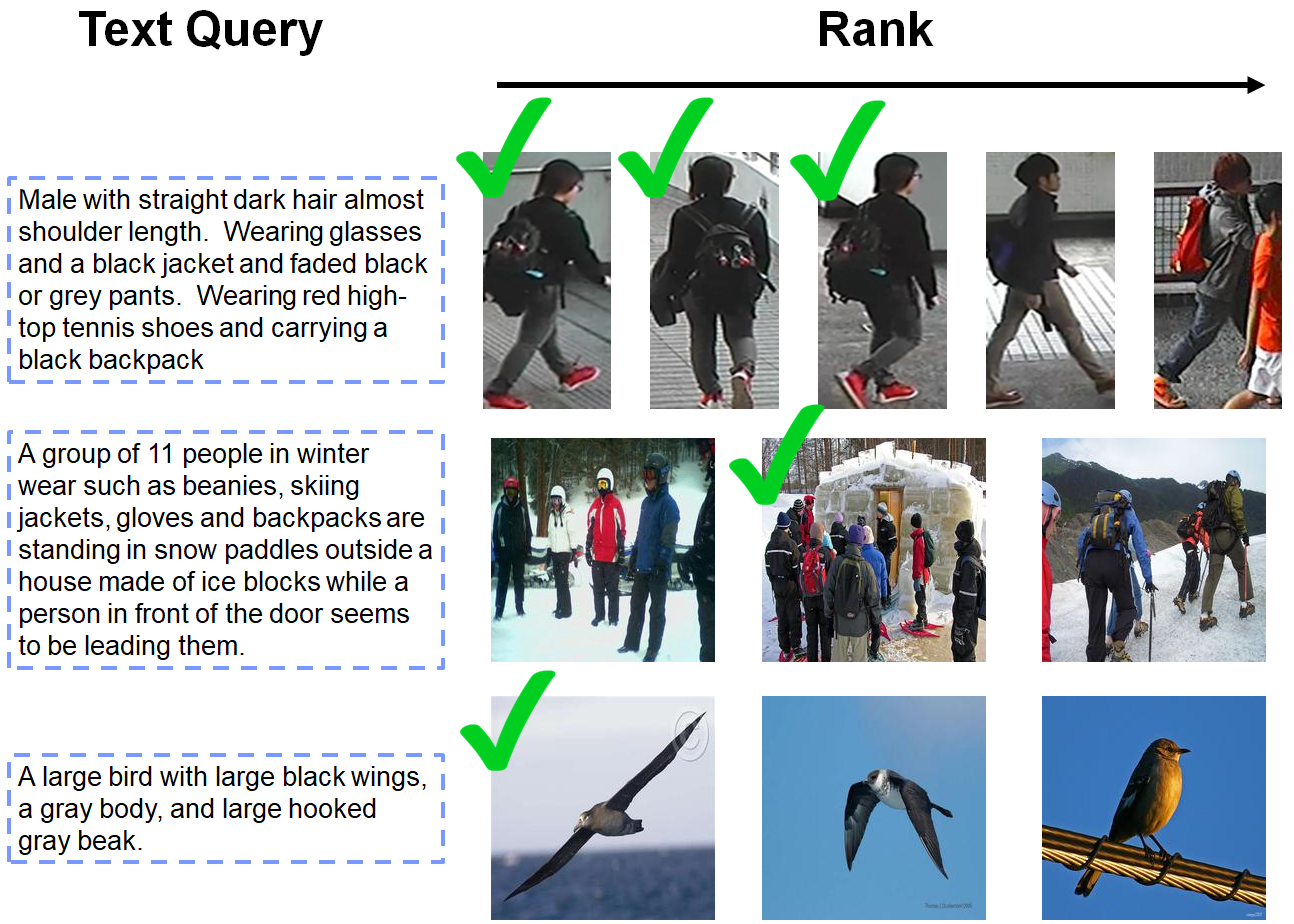 Text Query
Rank
Male with straight dark hair almost
shoulder length.  Wearing glasses
and a black jacket and faded black
or grey pants.  Wearing red high-
top tennis shoes and carrying a
black backpack
A group of 11 people in winter
wear such as beanies, skiing
jackets, gloves and backpacks are
standing in snow paddles outside a
house made of ice blocks while a
person in front of the door seems
to be leading them.
©
A large bird with large black wings,
a gray body, and large hooked
gray beak.